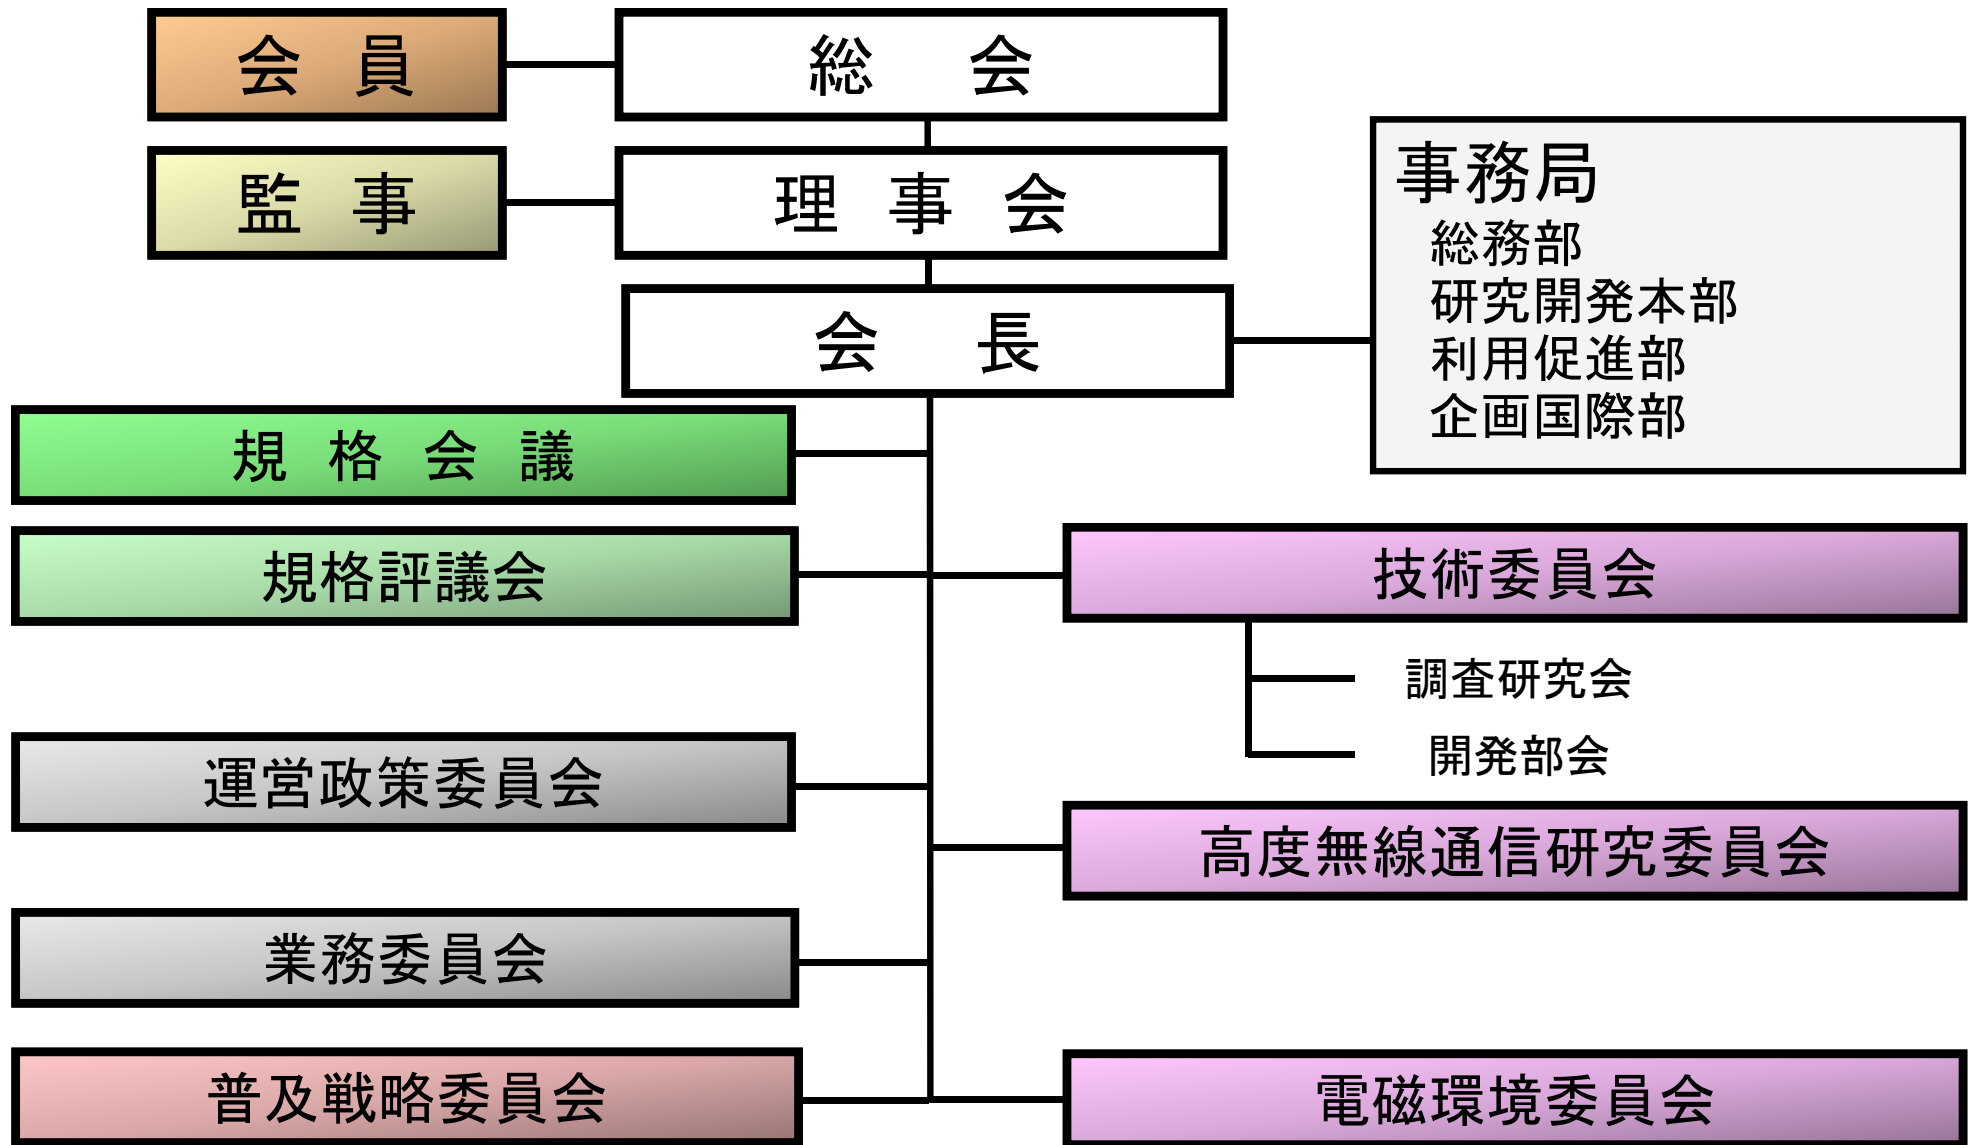 会　員
総　会
監　事
理　事　会
会　長
事務局
総務部
研究開発本部
利用促進部
企画国際部
規　格　会　議
規格評議会
運営政策委員会
業務委員会
普及戦略委員会
技術委員会
調査研究会
開発部会
高度無線通信研究委員会
電磁環境委員会